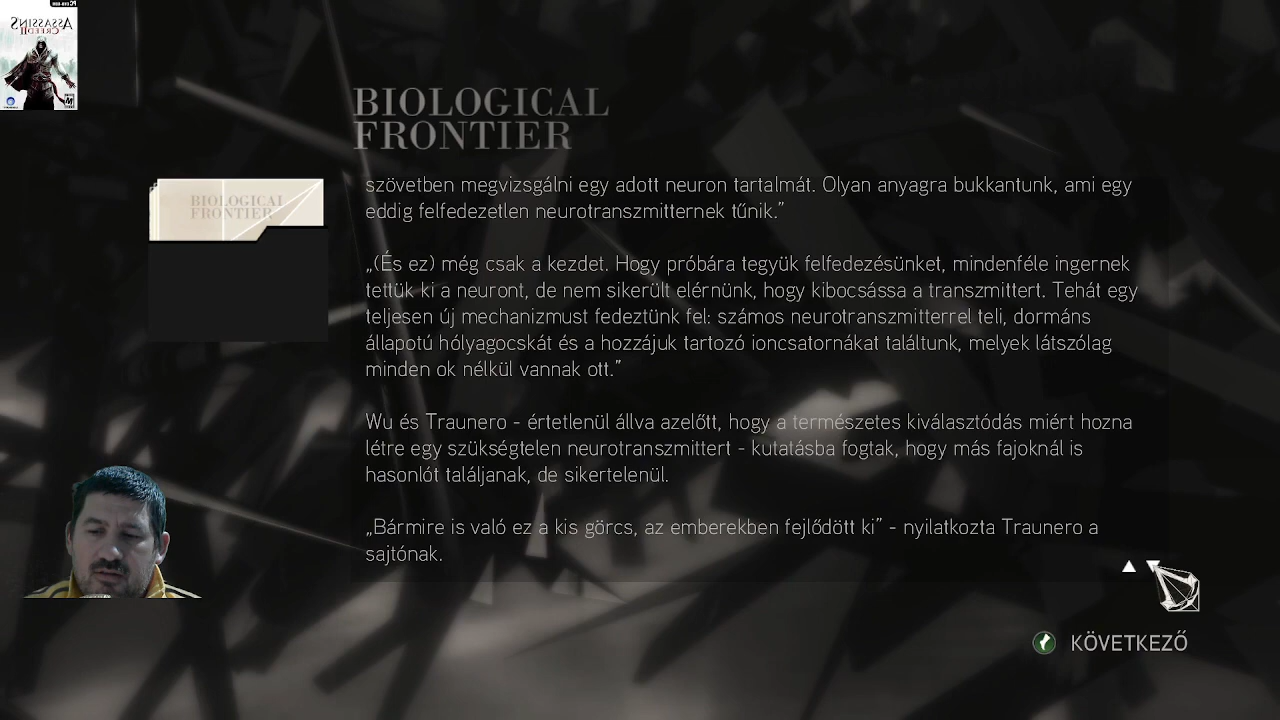 ASSASSIN'S
CREED II
BIOLOGICAL
FRONTIER
BIOLOGICAL
FRONTIER
szövetben megvizsgálni egy adott neuron tartalmát. Olyan anyagra bukkantunk, ami egy
eddig felfedezetlen neurotranszmitternek tűnik.”
„(És ez) még csak a kezdet. Hogy próbára tegyük felfedezésünket, mindenféle ingernek
tettük ki a neuront, de nem sikerült elérnünk, hogy kibocsássa a transzmittert. Tehát egy
teljesen új mechanizmust fedeztünk fel: számos neurotranszmitterrel teli, dormáns
állapotú hólyagocskát és a hozzájuk tartozó ioncsatornákat találtunk, melyek látszólag
minden ok nélkül vannak ott.”
Wu és Traunero - értetlenül állva azelőtt, hogy a természetes kiválasztódás miért hozna
létre egy szükségtelen neurotranszmittert - kutatásba fogtak, hogy más fajoknál is
hasonlót találjanak, de sikertelenül.
„Bármire is való ez a kis görcs, az emberekben fejlődött ki” - nyilatkozta Traunero a
sajtónak.
KÖVETKEZŐ